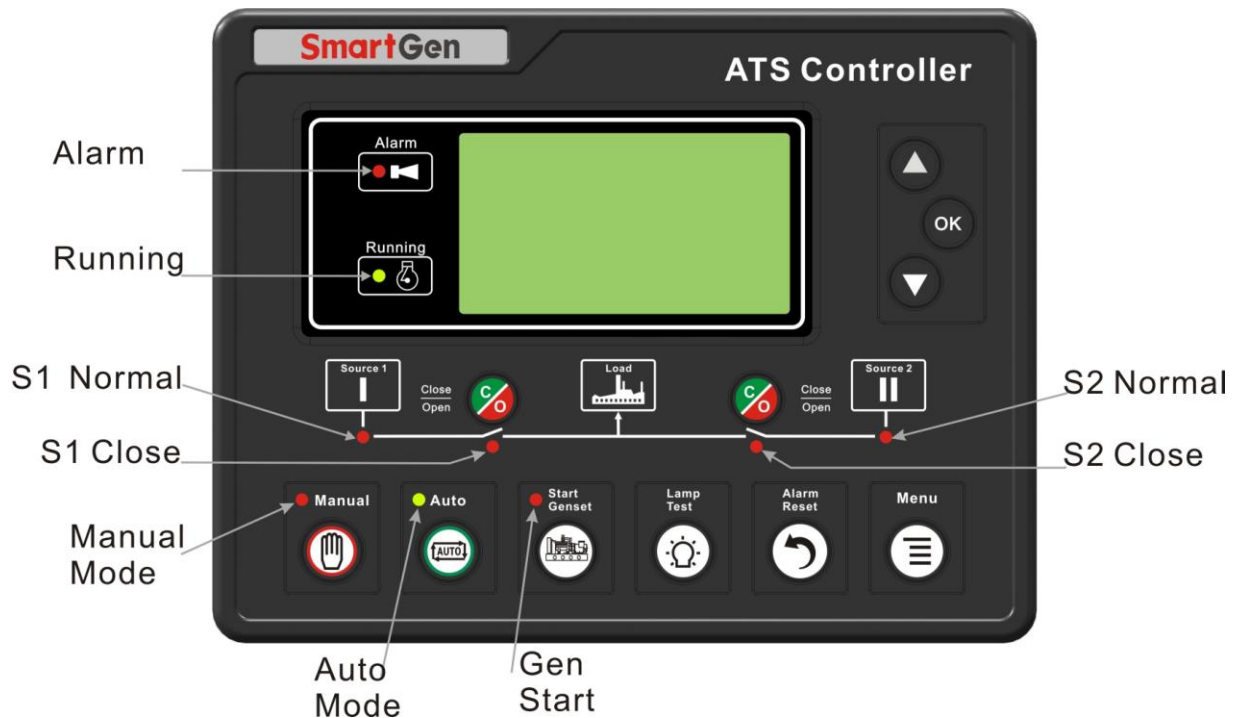 SmartGen
ATS Controller
Alarm
Alarm
Running
Running
OK
S1 Normal
Source 1
I
Close
Open
C/O
Load
C/O
Close
Open
Source 2
II
S2 Normal
S1 Close
S2 Close
Manual
Auto
Start
Genset
Lamp
Test
Alarm
Reset
Menu
AUTO
Manual
Mode
Auto
Mode
Gen
Start